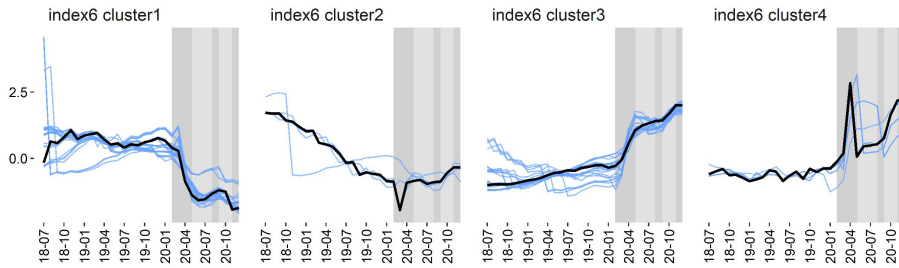 index6 cluster1
index6 cluster2
index6 cluster3
index6 cluster4
2.5
0.0
18-07 18-10 19-01 19-04 19-07 19-10 20-01 20-04 20-07 20-10
18-07 18-10 19-01 19-04 19-07 19-10 20-01 20-04 20-07 20-10
18-07 18-10 19-01 19-04 19-07 19-10 20-01 20-04 20-07 20-10
18-07 18-10 19-01 19-04 19-07 19-10 20-01 20-04 20-07 20-10